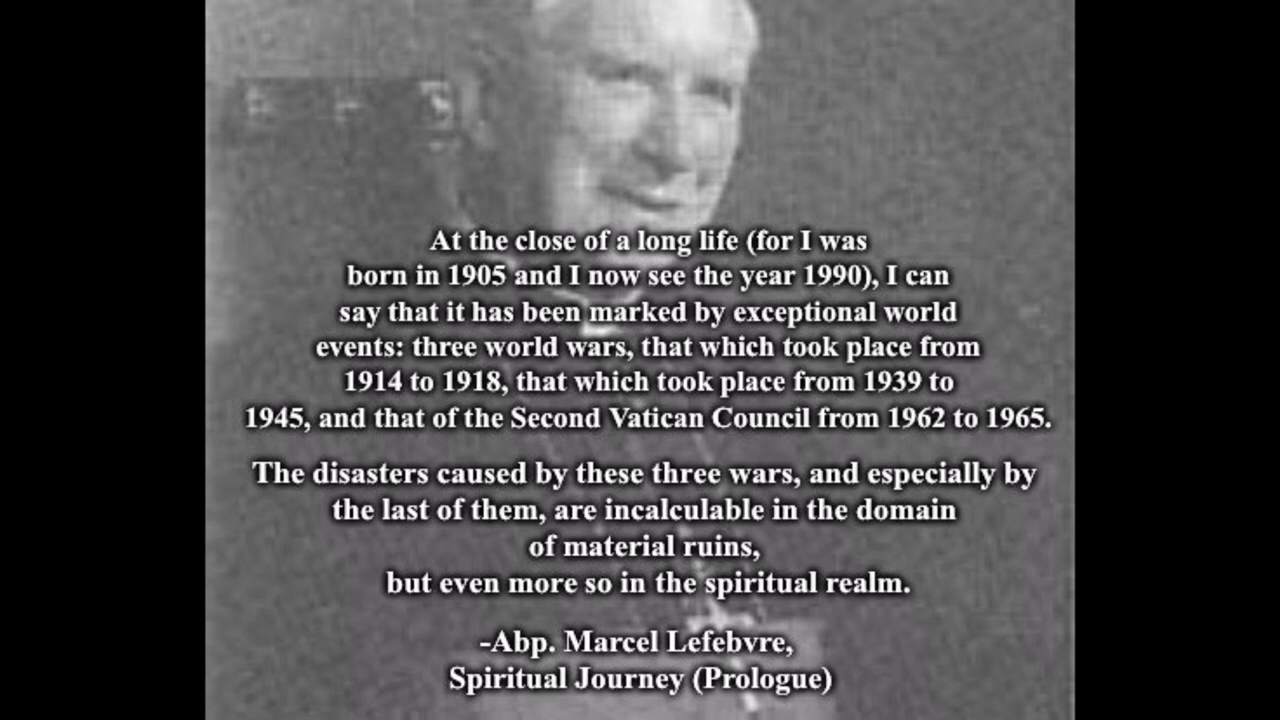 At the close of a long life (for I was
born in 1905 and I now see the year 1990), I can
say that it has been marked by exceptional world
events: three world wars, that which took place from
1914 to 1918, that which took place from 1939 to
1945, and that of the Second Vatican Council from 1962 to 1965.
The disasters caused by these three wars, and especially by
the last of them, are incalculable in the domain
of material ruins,
but even more so in the spiritual realm.
-Abp. Marcel Lefebvre,
Spiritual Journey (Prologue)